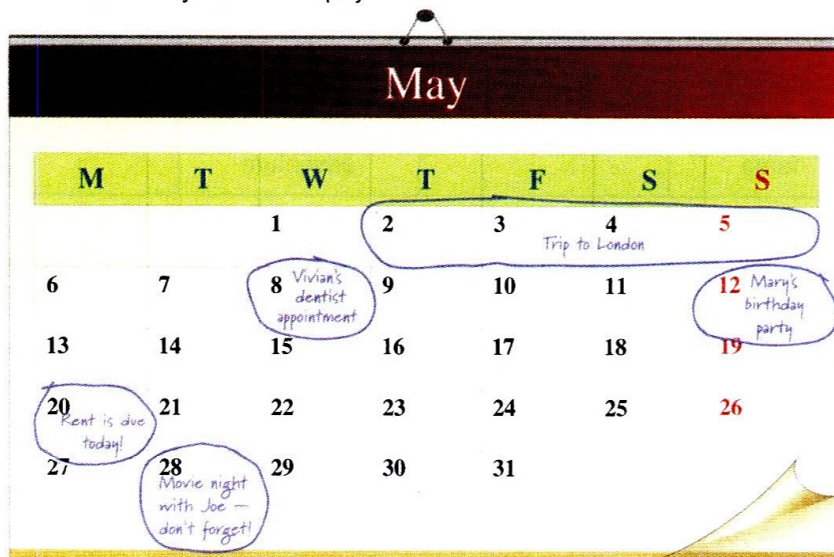 May
M T W T F S S
1 2 3 4 5
Trip to London
6 7 8 9 10 11 12
Vivian's
dentist
appointment
Mary's
birthday
party
13 14 15 16 17 18 19
20 21 22 23 24 25 26
Rent is due
today!
27 28 29 30 31
Movie night
with Joe —
don't forget!